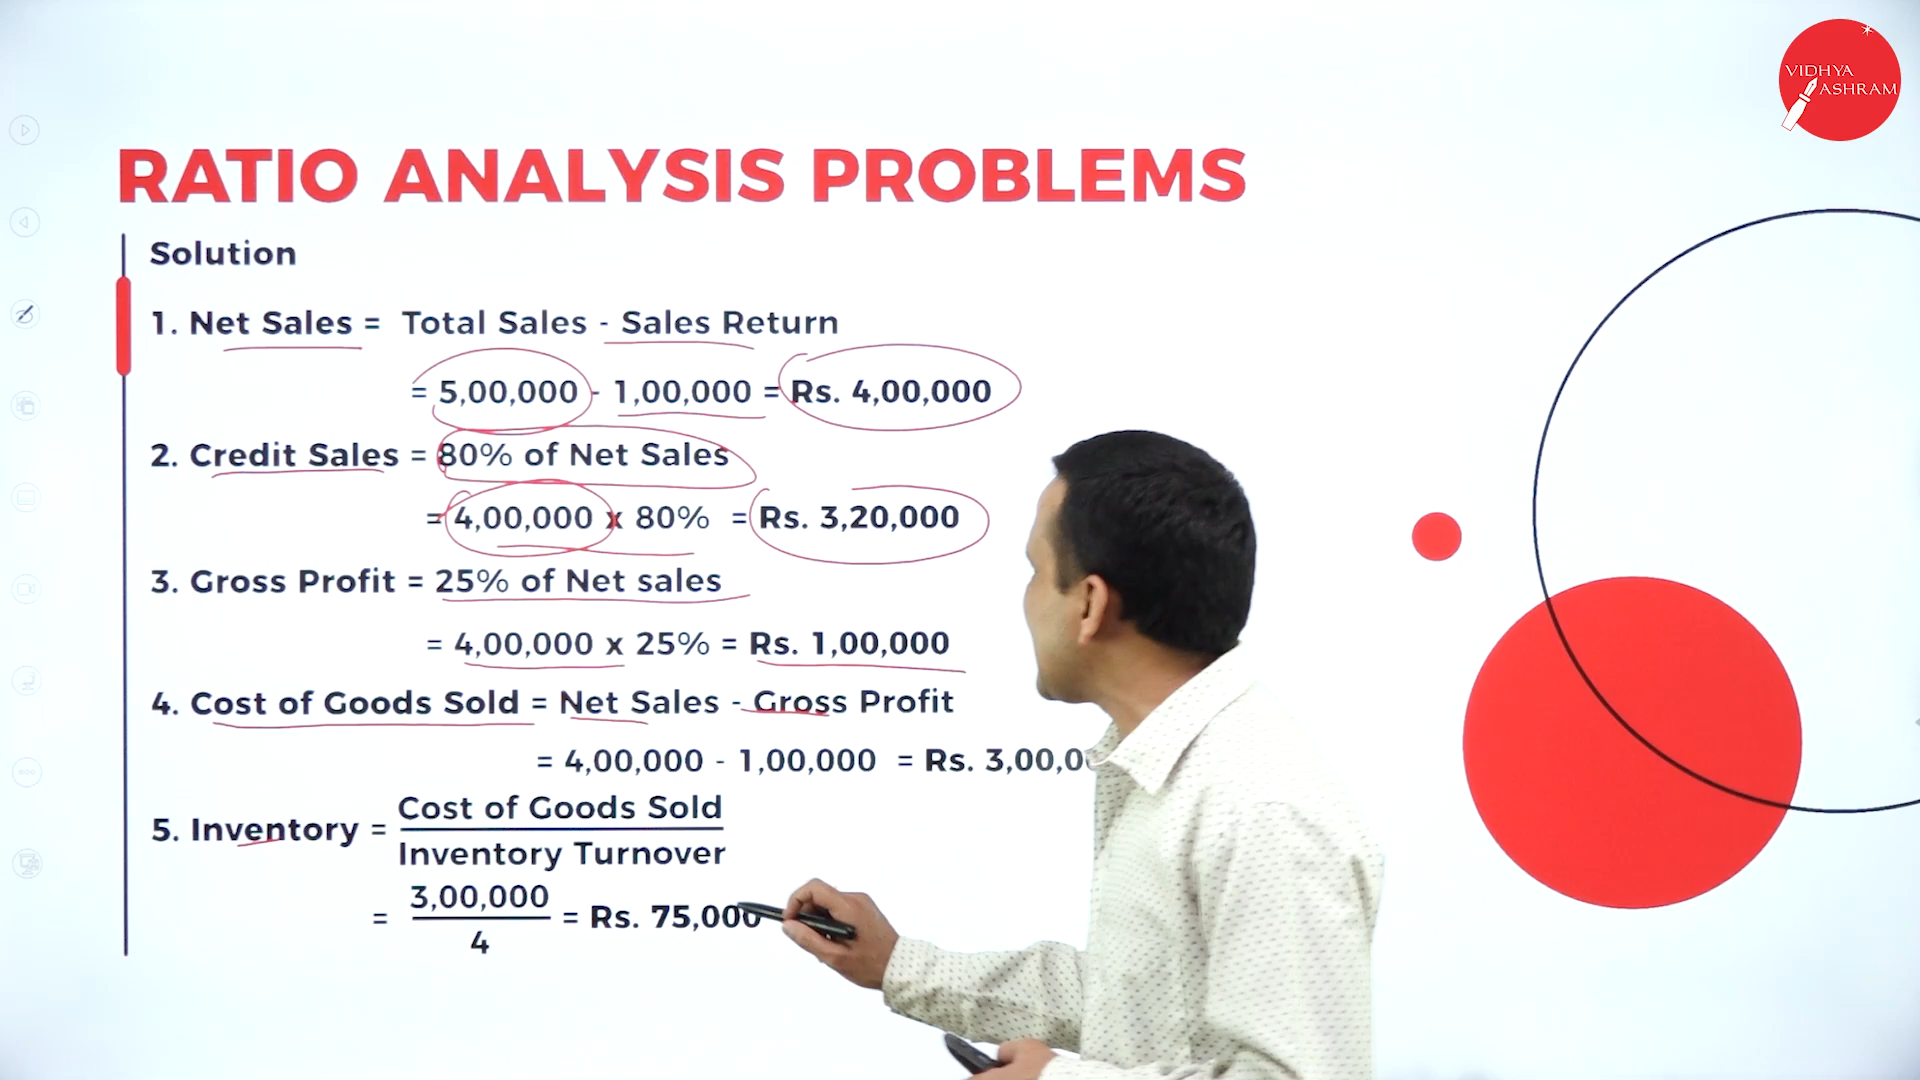 VIDHYA
ASHRAM
RATIO ANALYSIS PROBLEMS
Solution
1. Net Sales = Total Sales - Sales Return
= 5,00,000 - 1,00,000 = Rs. 4,00,000
2. Credit Sales = 80% of Net Sales
= 4,00,000 x 80% = Rs. 3,20,000
3. Gross Profit = 25% of Net sales
= 4,00,000 x 25% = Rs. 1,00,000
4. Cost of Goods Sold = Net Sales - Gross Profit
= 4,00,000 - 1,00,000 = Rs. 3,00,0
5. Inventory = Cost of Goods Sold
Inventory Turnover
= 3,00,000
4
= Rs. 75,000